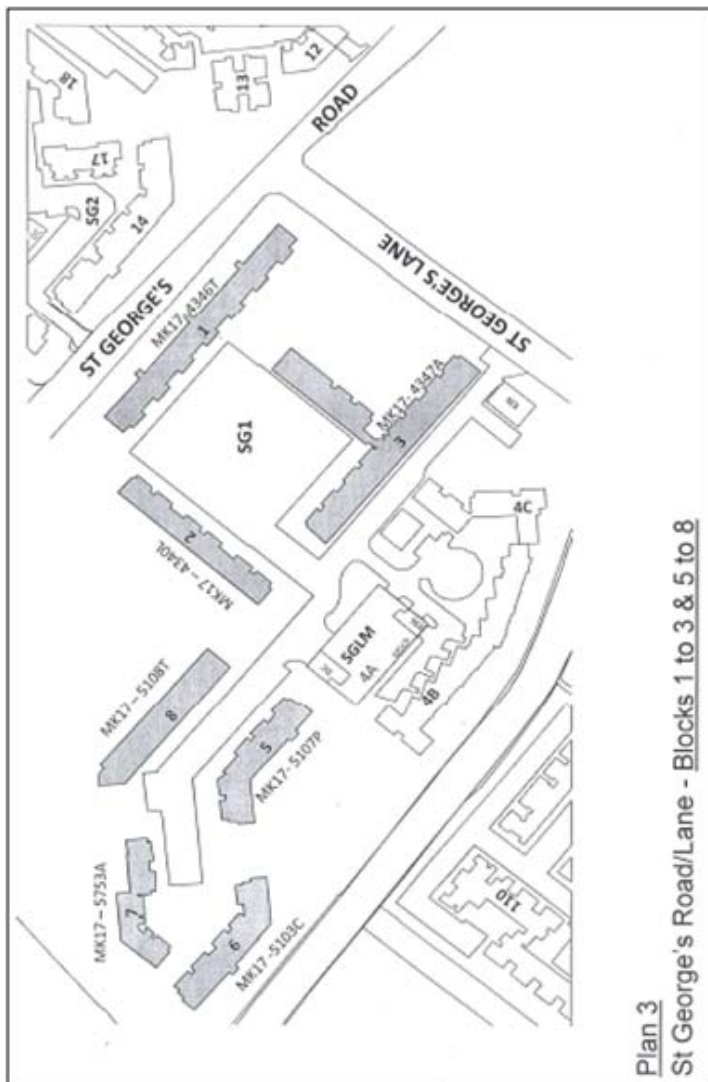 Plan 3
St George's Road/Lane - Blocks 1 to 3 & 5 to 8
18
17
SG2
14
13
12
ST GEORGE'S
ROAD
ST GEORGE'S LANE
MK17-4346T
1
SG1
MK17-4347A
3
2
MK17-4340L
MK17-5108T
8
5
MK17-5107P
MK17-5753A
7
6
MK17-5103C
SGLM
4A
4B
4C
110